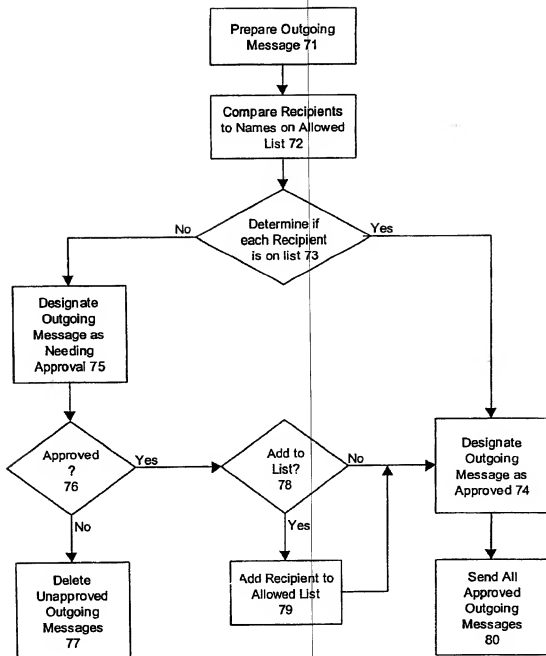 Prepare Outgoing
Message 71
Compare Recipients
to Names on Allowed
List 72
No
Determine if
each Recipient
is on list 73
Yes
Designate
Outgoing
Message as
Needing
Approval 75
Approved
?
76
Yes
Add to
List?
78
No
Designate
Outgoing
Message as
Approved 74
No
Yes
Delete
Unapproved
Outgoing
Messages
77
Add Recipient to
Allowed List
79
Send All
Approved
Outgoing
Messages
80